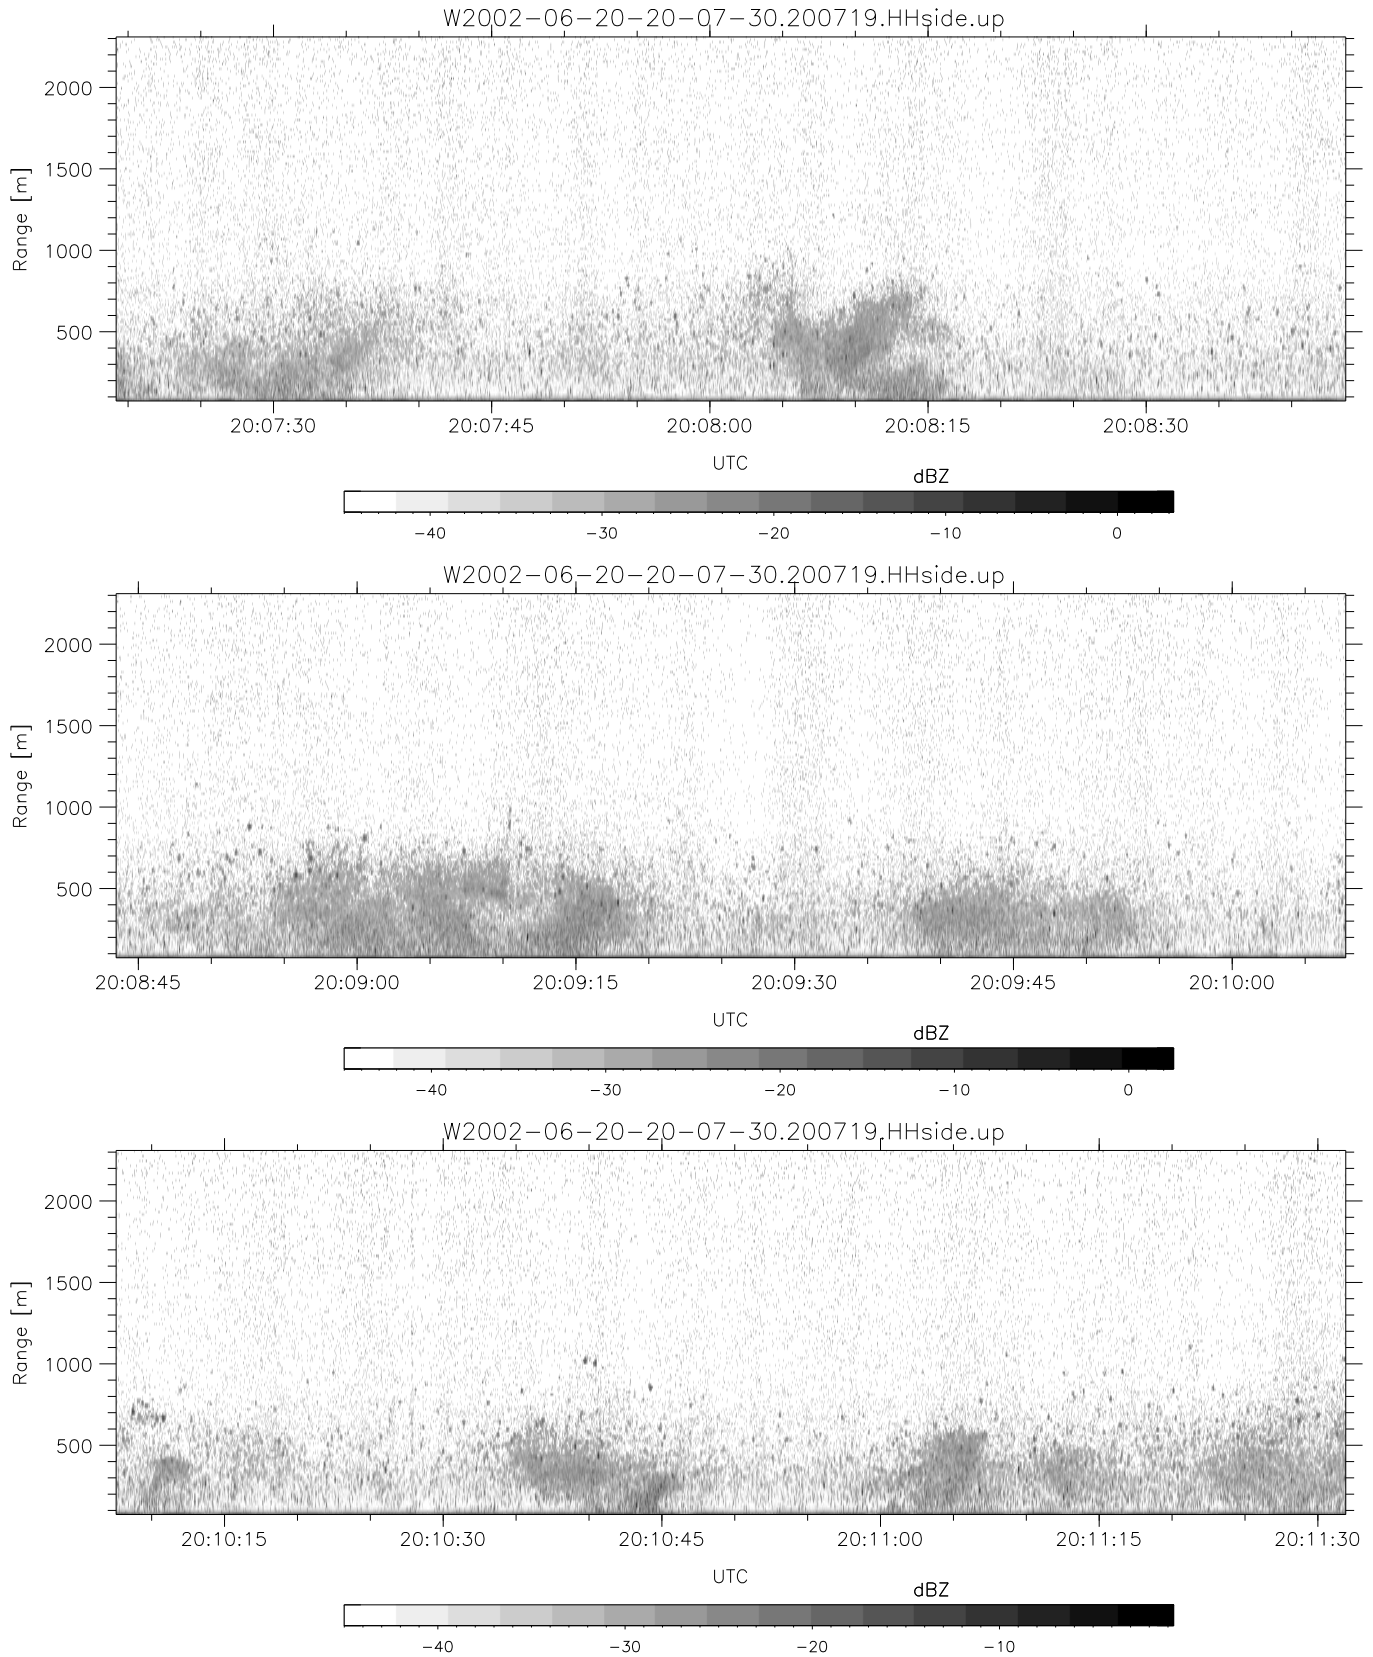 W2002-06-20-20-07-30.200719.HHside.up
2000
1500
1000
500
Range [m]
20:07:30 20:07:45 20:08:00 20:08:15 20:08:30
UTC
dBZ
-40 -30 -20 -10 0
W2002-06-20-20-07-30.200719.HHside.up
2000
1500
1000
500
Range [m]
20:08:45 20:09:00 20:09:15 20:09:30 20:09:45 20:10:00
UTC
dBZ
-40 -30 -20 -10 0
W2002-06-20-20-07-30.200719.HHside.up
2000
1500
1000
500
Range [m]
20:10:15 20:10:30 20:10:45 20:11:00 20:11:15 20:11:30
UTC
dBZ
-40 -30 -20 -10